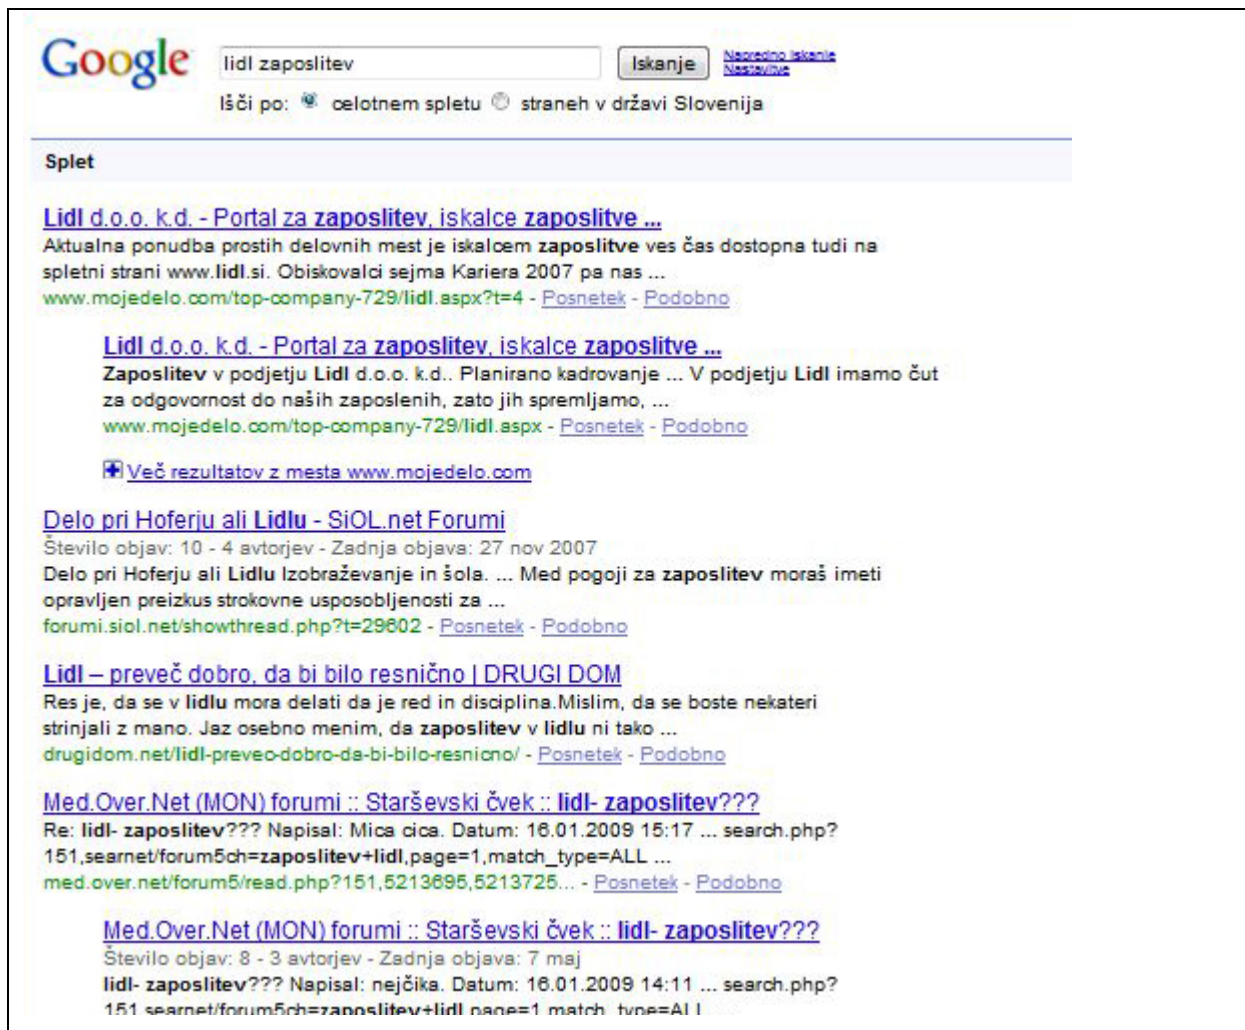 Google lidl zaposlitev Iskanje Napredno iskanje
Nastavitve
Išči po: celotnem spletu straneh v državi Slovenija
Splet
Lidl d.o.o. k.d. - Portal za zaposlitev, iskalce zaposlitve ...
Aktualna ponudba prostih delovnih mest je iskalcem zaposlitve ves čas dostopna tudi na
spletni strani www.lidl.si. Obiskovalci sejma Kariera 2007 pa nas ...
www.mojedelo.com/top-company-729/lidl.aspx?t=4 - Posnetek - Podobno
Lidl d.o.o. k.d. - Portal za zaposlitev, iskalce zaposlitve ...
Zaposlitev v podjetju Lidl d.o.o. k.d.. Planirano kadrovanje ... V podjetju Lidl imamo čut
za odgovornost do naših zaposlenih, zato jih spremljamo, ...
www.mojedelo.com/top-company-729/lidl.aspx - Posnetek - Podobno
Več rezultatov z mesta www.mojedelo.com
Delo pri Hoferju ali Lidlu - SiOL.net Forumi
Število objav: 10 - 4 avtorjev - Zadnja objava: 27 nov 2007
Delo pri Hoferju ali Lidlu Izobraževanje in šola. ... Med pogoji za zaposlitev moraš imeti
opravljen preizkus strokovne usposobljenosti za ...
forumi.siol.net/showthread.php?t=29602 - Posnetek - Podobno
Lidl – preveč dobro, da bi bilo resnično | DRUGI DOM
Res je, da se v lidlu mora delati da je red in disciplina.Mislim, da se boste nekateri
strinjali z mano. Jaz osebno menim, da zaposlitev v lidlu ni tako ...
drugidom.net/lidl-prevec-dobro-da-bi-bilo-resnicno/ - Posnetek - Podobno
Med.Over.Net (MON) forumi :: Starševski čvek :: lidl- zaposlitev???
Re: lidl- zaposlitev??? Napisal: Mica cica. Datum: 16.01.2009 15:17 ... search.php?
151,searnet/forum5ch=zaposlitev+lidl,page=1,match_type=ALL ...
med.over.net/forum5/read.php?151,5213695,5213725... - Posnetek - Podobno
Med.Over.Net (MON) forumi :: Starševski čvek :: lidl- zaposlitev???
Število objav: 8 - 3 avtorjev - Zadnja objava: 7 maj
lidl- zaposlitev??? Napisal: nejčika. Datum: 16.01.2009 14:11 ... search.php?
151,searnet/forum5ch=zaposlitev+lidl,page=1,match_type=ALL